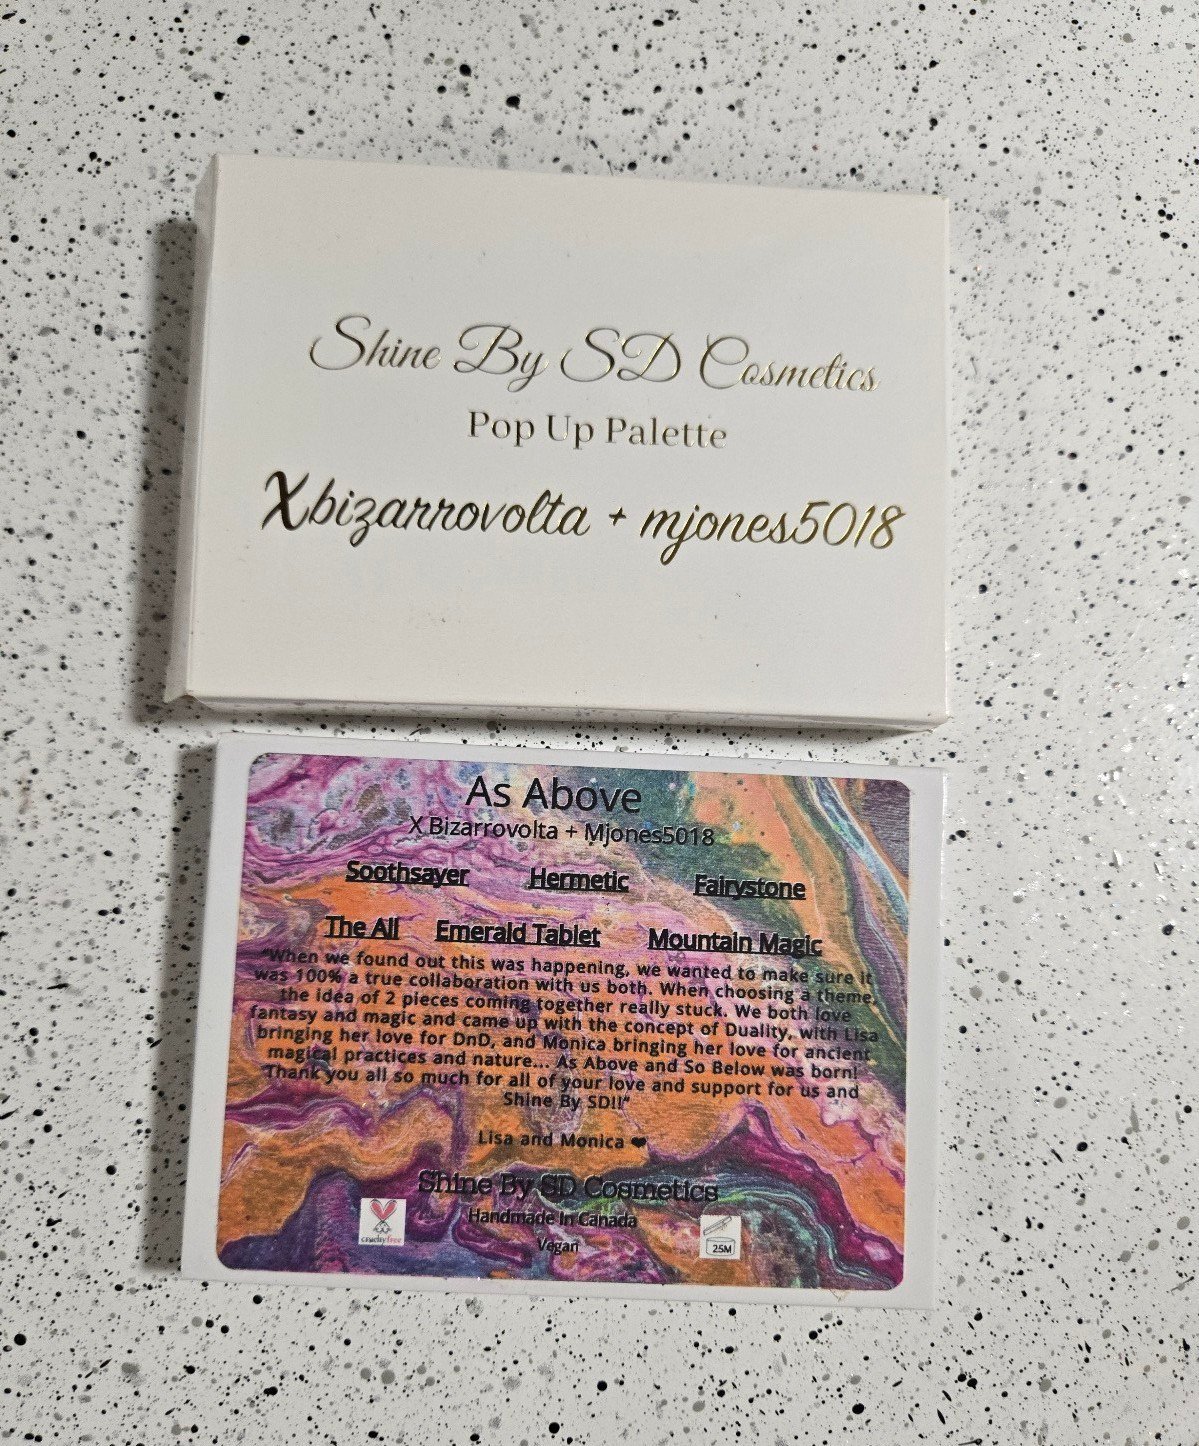 Shine By SD Cosmetics
Pop Up Palette
Xbizarrovolta + mjones5018
As Above
X Bizarrovolta + Mjones5018
Soothsayer Hermetic Fairystone
The All Emerald Tablet Mountain Magic
"When we found out this was happening, we wanted to make sure it
was 100% a true collaboration with us both. When choosing a theme,
the idea of 2 pieces coming together really stuck. We both love
fantasy and magic and came up with the concept of Duality, with Lisa
bringing her love for DnD, and Monica bringing her love for ancient
magical practices and nature... As Above and So Below was born!
Thank you all so much for all of your love and support for us and
Shine By SD!!"
Lisa and Monica ❤
Shine By SD Cosmetics
Handmade In Canada
Vegan
crueltyfree
25M